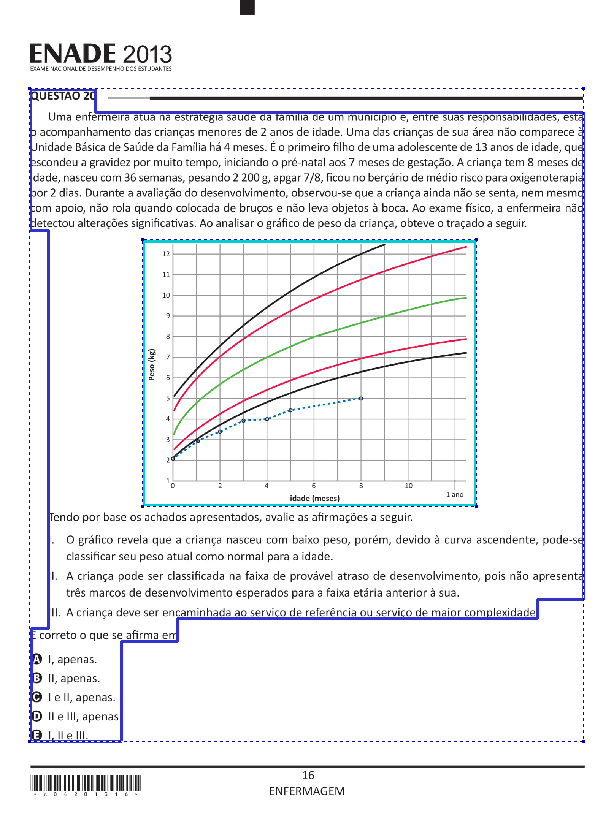 ENADE 2013
EXAME NACIONAL DE DESEMPENHO DOS ESTUDANTES
QUESTÃO 20
Uma enfermeira atua na estratégia saúde da família de um município e, entre suas responsabilidades, está
o acompanhamento das crianças menores de 2 anos de idade. Uma das crianças de sua área não comparece à
Unidade Básica de Saúde da Família há 4 meses. É o primeiro filho de uma adolescente de 13 anos de idade, que
escondeu a gravidez por muito tempo, iniciando o pré-natal aos 7 meses de gestação. A criança tem 8 meses de
idade, nasceu com 36 semanas, pesando 2 200 g, apgar 7/8, ficou no berçário de médio risco para oxigenoterapia
por 2 dias. Durante a avaliação do desenvolvimento, observou-se que a criança ainda não se senta, nem mesmo
com apoio, não rola quando colocada de bruços e não leva objetos à boca. Ao exame físico, a enfermeira não
detectou alterações significativas. Ao analisar o gráfico de peso da criança, obteve o traçado a seguir.
12
11
10
9
8
7
6
5
4
3
2
1
Peso (kg)
0 2 4 6 8 10
1 ano
idade (meses)
Tendo por base os achados apresentados, avalie as afirmações a seguir.
I. O gráfico revela que a criança nasceu com baixo peso, porém, devido à curva ascendente, pode-se
classificar seu peso atual como normal para a idade.
II. A criança pode ser classificada na faixa de provável atraso de desenvolvimento, pois não apresenta
três marcos de desenvolvimento esperados para a faixa etária anterior à sua.
III. A criança deve ser encaminhada ao serviço de referência ou serviço de maior complexidade.
É correto o que se afirma em
A I, apenas.
B II, apenas.
C I e II, apenas.
D II e III, apenas.
E I, II e III.
16
ENFERMAGEM